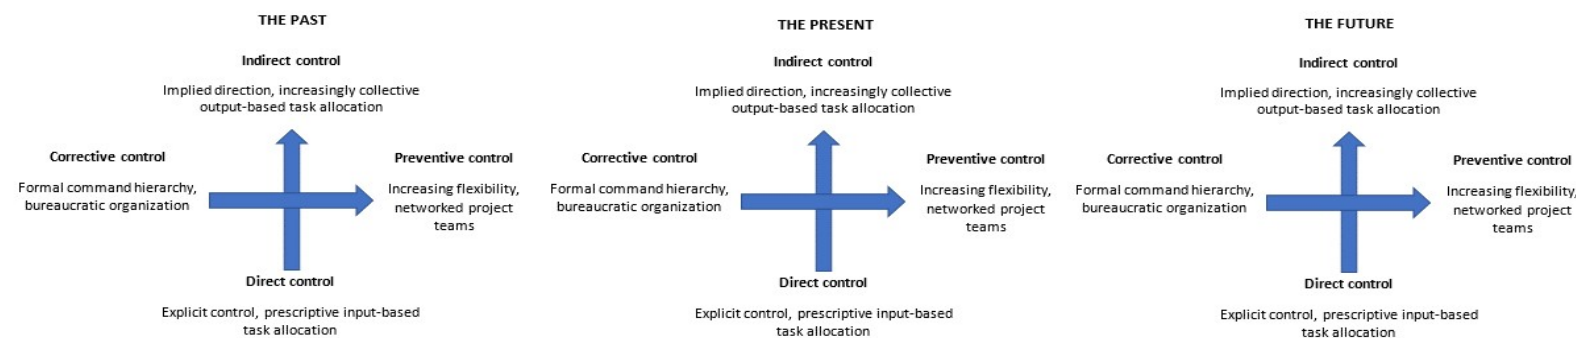 THE PAST
Indirect control
Implied direction, increasingly collective
output-based task allocation
Corrective control
Formal command hierarchy,
bureaucratic organization
Preventive control
Increasing flexibility,
networked project
teams
Direct control
Explicit control, prescriptive input-based
task allocation
THE PRESENT
Indirect control
Implied direction, increasingly collective
output-based task allocation
Corrective control
Formal command hierarchy,
bureaucratic organization
Preventive control
Increasing flexibility,
networked project
teams
Direct control
Explicit control, prescriptive input-based
task allocation
THE FUTURE
Indirect control
Implied direction, increasingly collective
output-based task allocation
Corrective control
Formal command hierarchy,
bureaucratic organization
Preventive control
Increasing flexibility,
networked project
teams
Direct control
Explicit control, prescriptive input-based
task allocation